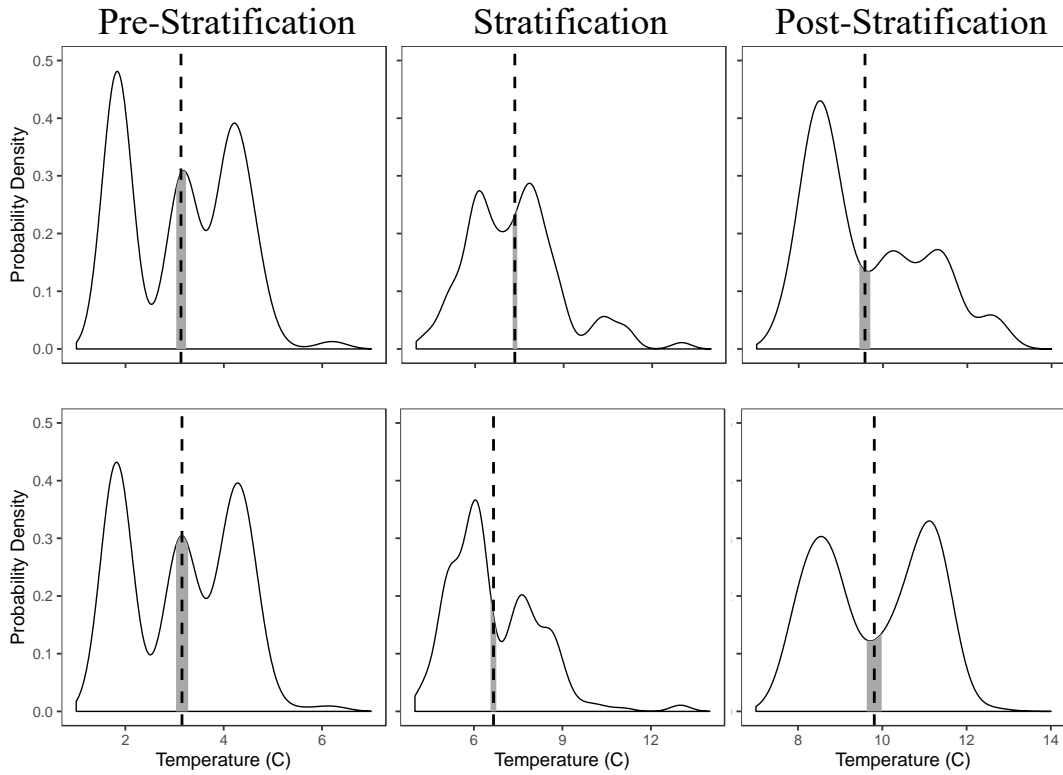 Pre-Stratification Stratification Post-Stratification
0.5
0.4
0.3
0.2
0.1
0.0
Probability Density
0.5
0.4
0.3
0.2
0.1
0.0
Probability Density
2 4 6 6 9 12 8 10 12 14
Temperature (C) Temperature (C) Temperature (C)